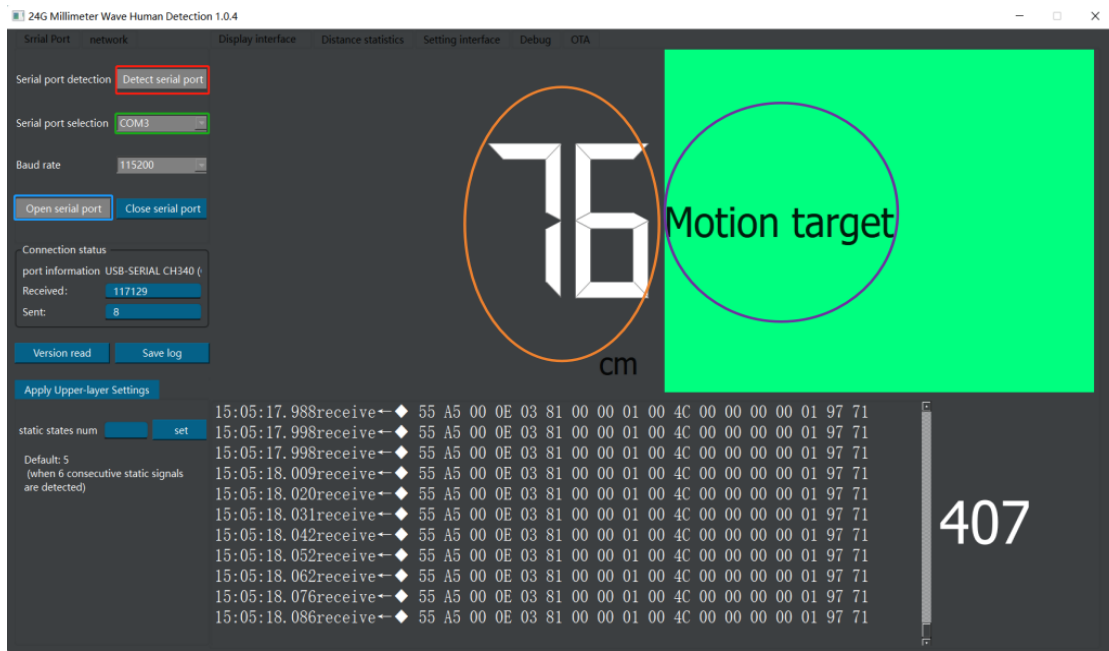 24G Millimeter Wave Human Detection 1.0.4
Srrial Port network Display interface Distance statistics Setting interface Debug OTA
Serial port detection Detect serial port
Serial port selection COM3
Baud rate 115200
Open serial port Close serial port
Connection status
port information USB-SERIAL CH340 (
Received: 117129
Sent: 8
Version read Save log
Apply Upper-layer Settings
static states num set
Default: 5
(when 6 consecutive static signals
are detected)
76
cm
Motion target
15:05:17.988receive←◆ 55 A5 00 0E 03 81 00 00 01 00 4C 00 00 00 00 01 97 71
15:05:17.998receive←◆ 55 A5 00 0E 03 81 00 00 01 00 4C 00 00 00 00 01 97 71
15:05:17.998receive←◆ 55 A5 00 0E 03 81 00 00 01 00 4C 00 00 00 00 01 97 71
15:05:18.009receive←◆ 55 A5 00 0E 03 81 00 00 01 00 4C 00 00 00 00 01 97 71
15:05:18.020receive←◆ 55 A5 00 0E 03 81 00 00 01 00 4C 00 00 00 00 01 97 71
15:05:18.031receive←◆ 55 A5 00 0E 03 81 00 00 01 00 4C 00 00 00 00 01 97 71
15:05:18.042receive←◆ 55 A5 00 0E 03 81 00 00 01 00 4C 00 00 00 00 01 97 71
15:05:18.052receive←◆ 55 A5 00 0E 03 81 00 00 01 00 4C 00 00 00 00 01 97 71
15:05:18.062receive←◆ 55 A5 00 0E 03 81 00 00 01 00 4C 00 00 00 00 01 97 71
15:05:18.076receive←◆ 55 A5 00 0E 03 81 00 00 01 00 4C 00 00 00 00 01 97 71
15:05:18.086receive←◆ 55 A5 00 0E 03 81 00 00 01 00 4C 00 00 00 00 01 97 71
407